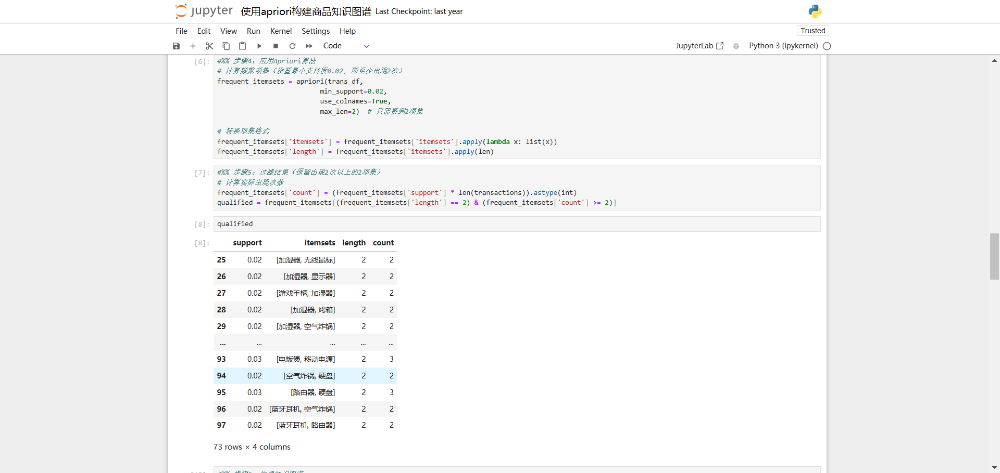 jupyter 使用apriori构建商品知识图谱 Last Checkpoint: last year
File Edit View Run Kernel Settings Help Trusted
Code JupyterLab Python 3 (ipykernel)
[6]: #%% 步骤4：应用Apriori算法
# 计算频繁项集（设置最小支持度0.02，即至少出现2次）
frequent_itemsets = apriori(trans_df,
min_support=0.02,
use_colnames=True,
max_len=2)  # 只需要到2项集
# 转换项集格式
frequent_itemsets['itemsets'] = frequent_itemsets['itemsets'].apply(lambda x: list(x))
frequent_itemsets['length'] = frequent_itemsets['itemsets'].apply(len)
[7]: #%% 步骤5：过滤结果（保留出现2次以上的2项集）
# 计算实际出现次数
frequent_itemsets['count'] = (frequent_itemsets['support'] * len(transactions)).astype(int)
qualified = frequent_itemsets[(frequent_itemsets['length'] == 2) & (frequent_itemsets['count'] >= 2)]
[8]: qualified
[8]: support itemsets length count
25 0.02 [加湿器, 无线鼠标] 2 2
26 0.02 [加湿器, 显示器] 2 2
27 0.02 [游戏手柄, 加湿器] 2 2
28 0.02 [加湿器, 烤箱] 2 2
29 0.02 [加湿器, 空气炸锅] 2 2
... ... ... ... ...
93 0.03 [电饭煲, 移动电源] 2 3
94 0.02 [空气炸锅, 硬盘] 2 2
95 0.03 [路由器, 硬盘] 2 3
96 0.02 [蓝牙耳机, 空气炸锅] 2 2
97 0.02 [蓝牙耳机, 路由器] 2 2
73 rows × 4 columns